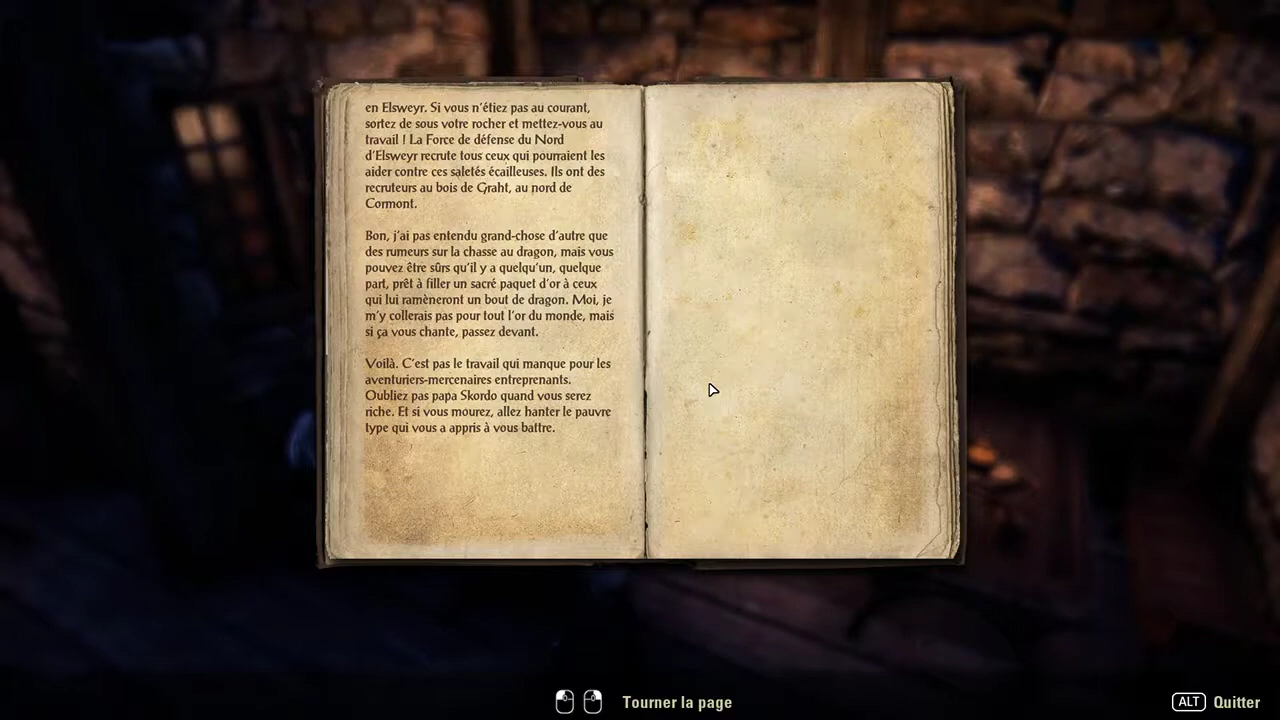 en Elsweyr. Si vous n'étiez pas au courant,
sortez de sous votre rocher et mettez-vous au
travail ! La Force de défense du Nord
d'Elsweyr recrute tous ceux qui pourraient les
aider contre ces saletés écailleuses. Ils ont des
recruteurs au bois de Graht, au nord de
Cormont.
Bon, j'ai pas entendu grand-chose d'autre que
des rumeurs sur la chasse au dragon, mais vous
pouvez être sûrs qu'il y a quelqu'un, quelque
part, prêt à filler un sacré paquet d'or à ceux
qui lui ramèneront un bout de dragon. Moi, je
m'y collerais pas pour tout l'or du monde, mais
si ça vous chante, passez devant.
Voilà. C'est pas le travail qui manque pour les
aventuriers-mercenaires entreprenants.
Oubliez pas papa Skordo quand vous serez
riche. Et si vous mourez, allez hanter le pauvre
type qui vous a appris à vous battre.
Tourner la page
ALT Quitter